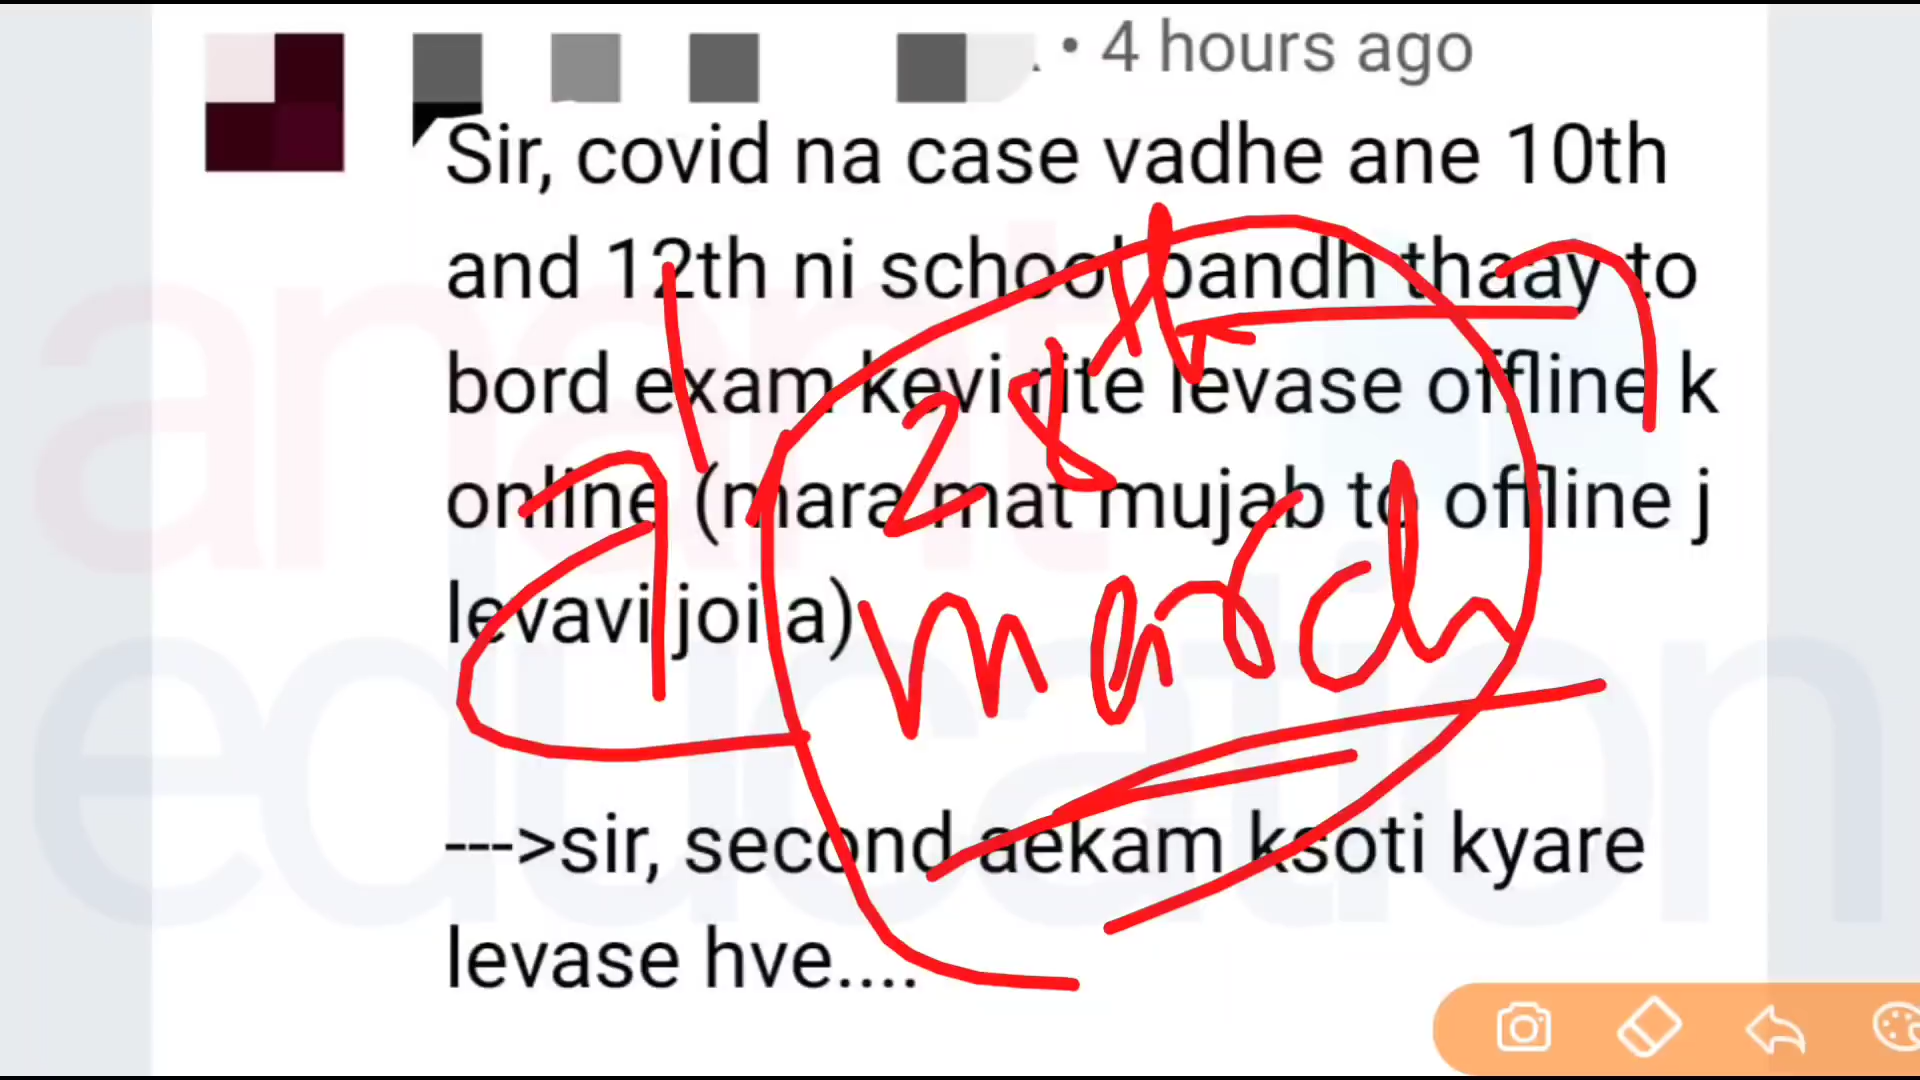 • 4 hours ago
Sir, covid na case vadhe ane 10th
and 12th ni school bandh thaay to
bord exam kevi rite levase offline k
online (mara mat mujab to offline j
levavi joi a)
28th
march
--->sir, second aekam ksoti kyare
levase hve....
anant
education